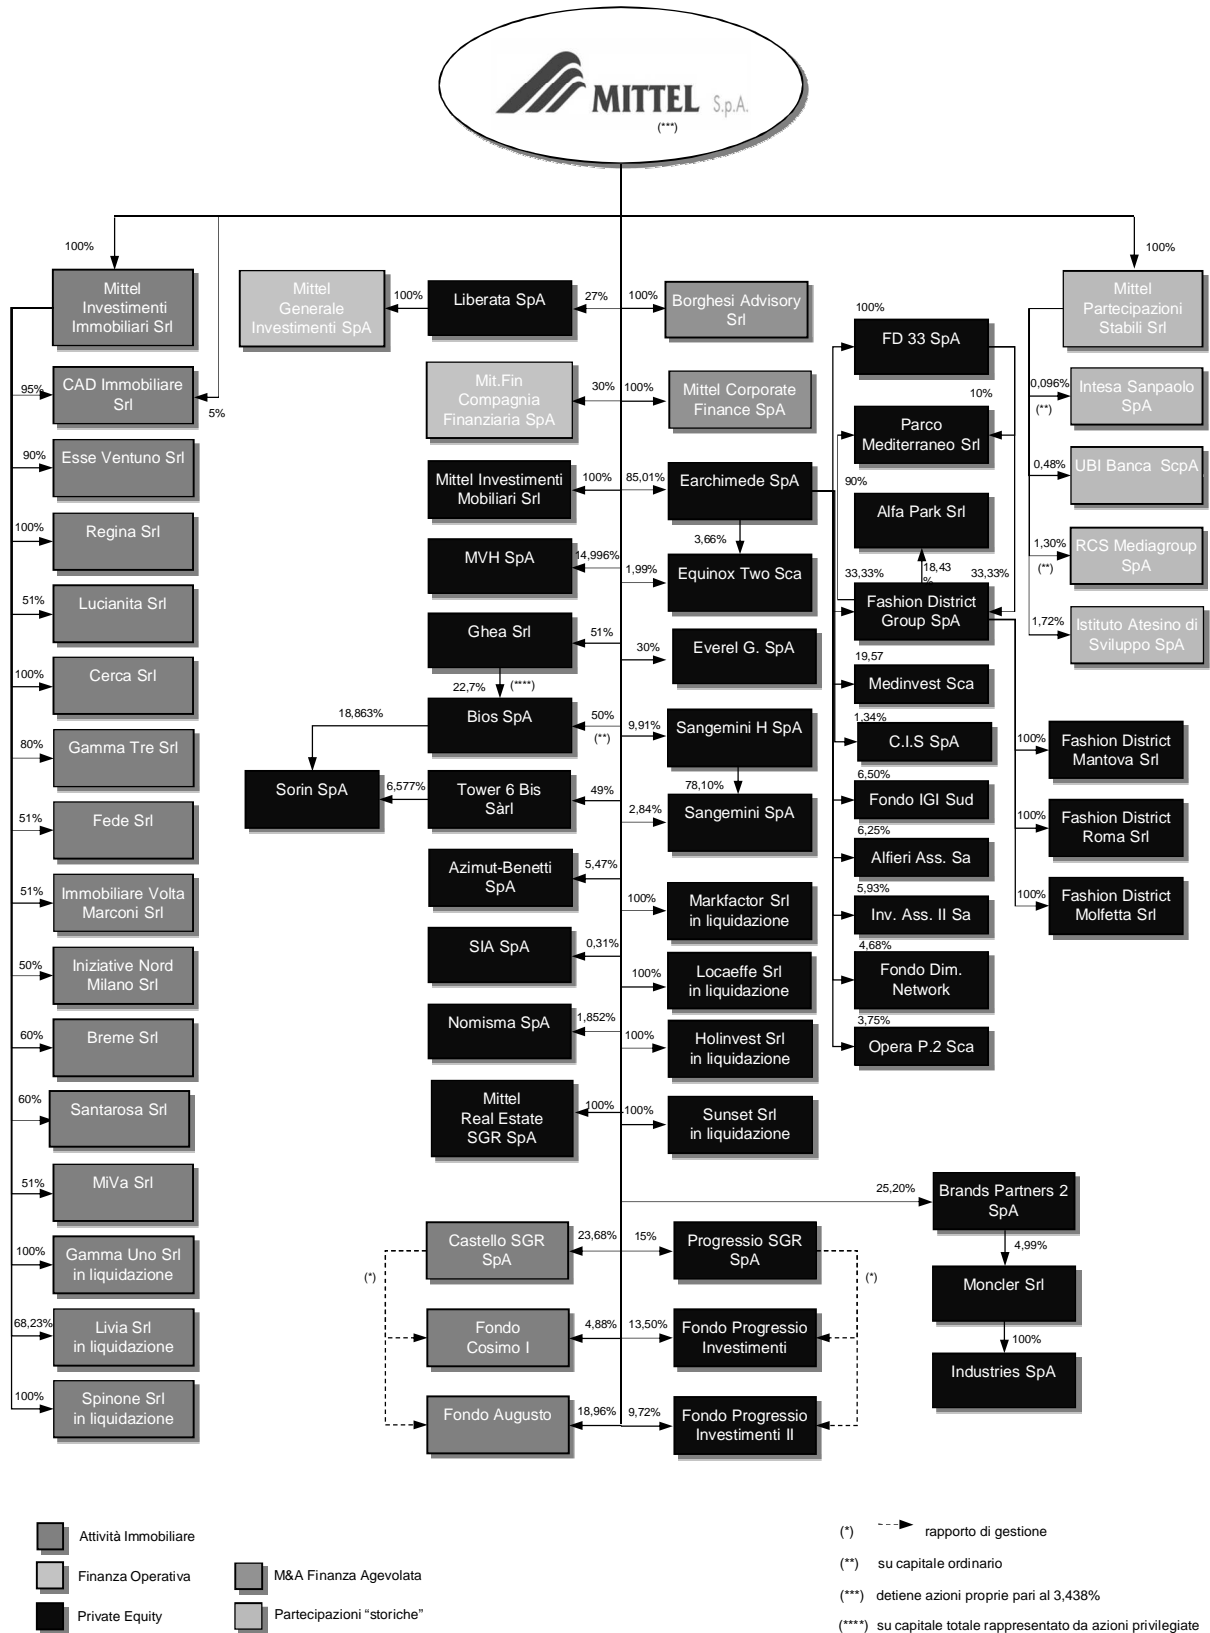 MITTEL S.p.A.
(***)
100%
Mittel
Investimenti
Immobiliari Srl
95%
CAD Immobiliare
Srl
5%
90%
Esse Ventuno Srl
100%
Regina Srl
51%
Lucianita Srl
100%
Cerca Srl
80%
Gamma Tre Srl
51%
Fede Srl
51%
Immobiliare Volta
Marconi Srl
50%
Iniziative Nord
Milano Srl
60%
Breme Srl
60%
Santarosa Srl
51%
MiVa Srl
100%
Gamma Uno Srl
in liquidazione
68,23%
Livia Srl
in liquidazione
100%
Spinone Srl
in liquidazione
Mittel
Generale
Investimenti SpA
100%
Liberata SpA
27%
Mit.Fin
Compagnia
Finanziaria SpA
30%
Mittel Investimenti
Mobiliari Srl
100%
MVH SpA
14,996%
Ghea Srl
51%
22,7%
(****)
Bios SpA
50%
(**)
18,863%
Sorin SpA
6,577%
Tower 6 Bis
Sàrl
49%
Azimut-Benetti
SpA
5,47%
SIA SpA
0,31%
Nomisma SpA
1,852%
Mittel
Real Estate
SGR SpA
100%
Castello SGR
SpA
23,68%
(*)
Fondo
Cosimo I
4,88%
Fondo Augusto
18,96%
100%
Borghesi Advisory
Srl
100%
Mittel Corporate
Finance SpA
85,01%
Earchimede SpA
3,66%
1,99%
Equinox Two Sca
30%
Everel G. SpA
9,91%
Sangemini H SpA
78,10%
2,84%
Sangemini SpA
100%
Markfactor Srl
in liquidazione
100%
Locaeffe Srl
in liquidazione
100%
Holinvest Srl
in liquidazione
100%
Sunset Srl
in liquidazione
25,20%
Brands Partners 2
SpA
4,99%
Moncler Srl
100%
Industries SpA
15%
Progressio SGR
SpA
(*)
13,50%
Fondo Progressio
Investimenti
9,72%
Fondo Progressio
Investimenti II
100%
FD 33 SpA
10%
Parco
Mediterraneo Srl
90%
Alfa Park Srl
18,43
%
33,33%
33,33%
Fashion District
Group SpA
19,57
Medinvest Sca
1,34%
C.I.S SpA
6,50%
Fondo IGI Sud
6,25%
Alfieri Ass. Sa
5,93%
Inv. Ass. II Sa
4,68%
Fondo Dim.
Network
3,75%
Opera P.2 Sca
100%
Fashion District
Mantova Srl
100%
Fashion District
Roma Srl
100%
Fashion District
Molfetta Srl
100%
Mittel
Partecipazioni
Stabili Srl
0,096%
(**)
Intesa Sanpaolo
SpA
0,48%
UBI Banca ScpA
1,30%
(**)
RCS Mediagroup
SpA
1,72%
Istituto Atesino di
Sviluppo SpA
Attività Immobiliare
Finanza Operativa
Private Equity
M&A Finanza Agevolata
Partecipazioni “storiche”
(*) rapporto di gestione
(**) su capitale ordinario
(***) detiene azioni proprie pari al 3,438%
(****) su capitale totale rappresentato da azioni privilegiate